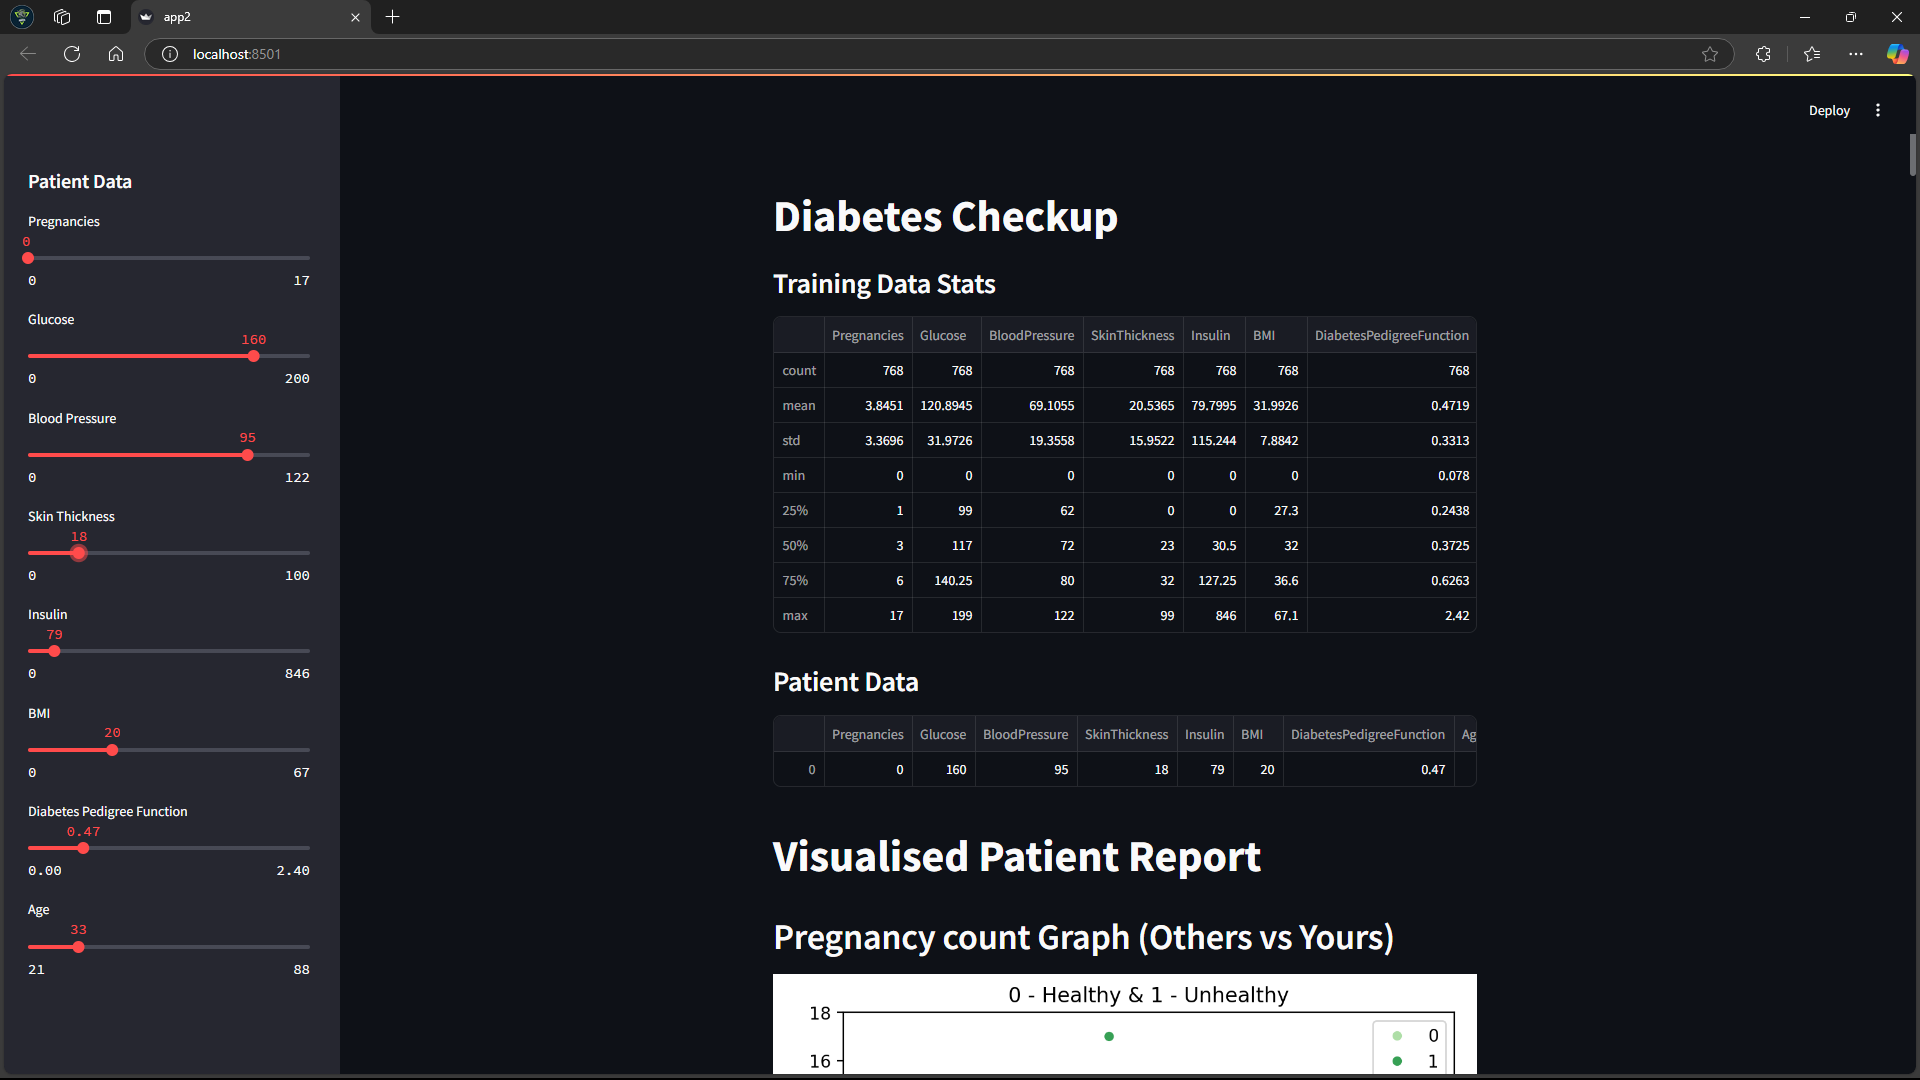 app2
localhost:8501
Deploy
Patient Data
Pregnancies
0
0 17
Glucose
160
0 200
Blood Pressure
95
0 122
Skin Thickness
18
0 100
Insulin
79
0 846
BMI
20
0 67
Diabetes Pedigree Function
0.47
0.00 2.40
Age
33
21 88
Diabetes Checkup
Training Data Stats
Pregnancies Glucose BloodPressure SkinThickness Insulin BMI DiabetesPedigreeFunction
count 768 768 768 768 768 768 768
mean 3.8451 120.8945 69.1055 20.5365 79.7995 31.9926 0.4719
std 3.3696 31.9726 19.3558 15.9522 115.244 7.8842 0.3313
min 0 0 0 0 0 0 0.078
25% 1 99 62 0 0 27.3 0.2438
50% 3 117 72 23 30.5 32 0.3725
75% 6 140.25 80 32 127.25 36.6 0.6263
max 17 199 122 99 846 67.1 2.42
Patient Data
Pregnancies Glucose BloodPressure SkinThickness Insulin BMI DiabetesPedigreeFunction Ag
0 0 160 95 18 79 20 0.47
Visualised Patient Report
Pregnancy count Graph (Others vs Yours)
0 - Healthy & 1 - Unhealthy
18
0
16
1